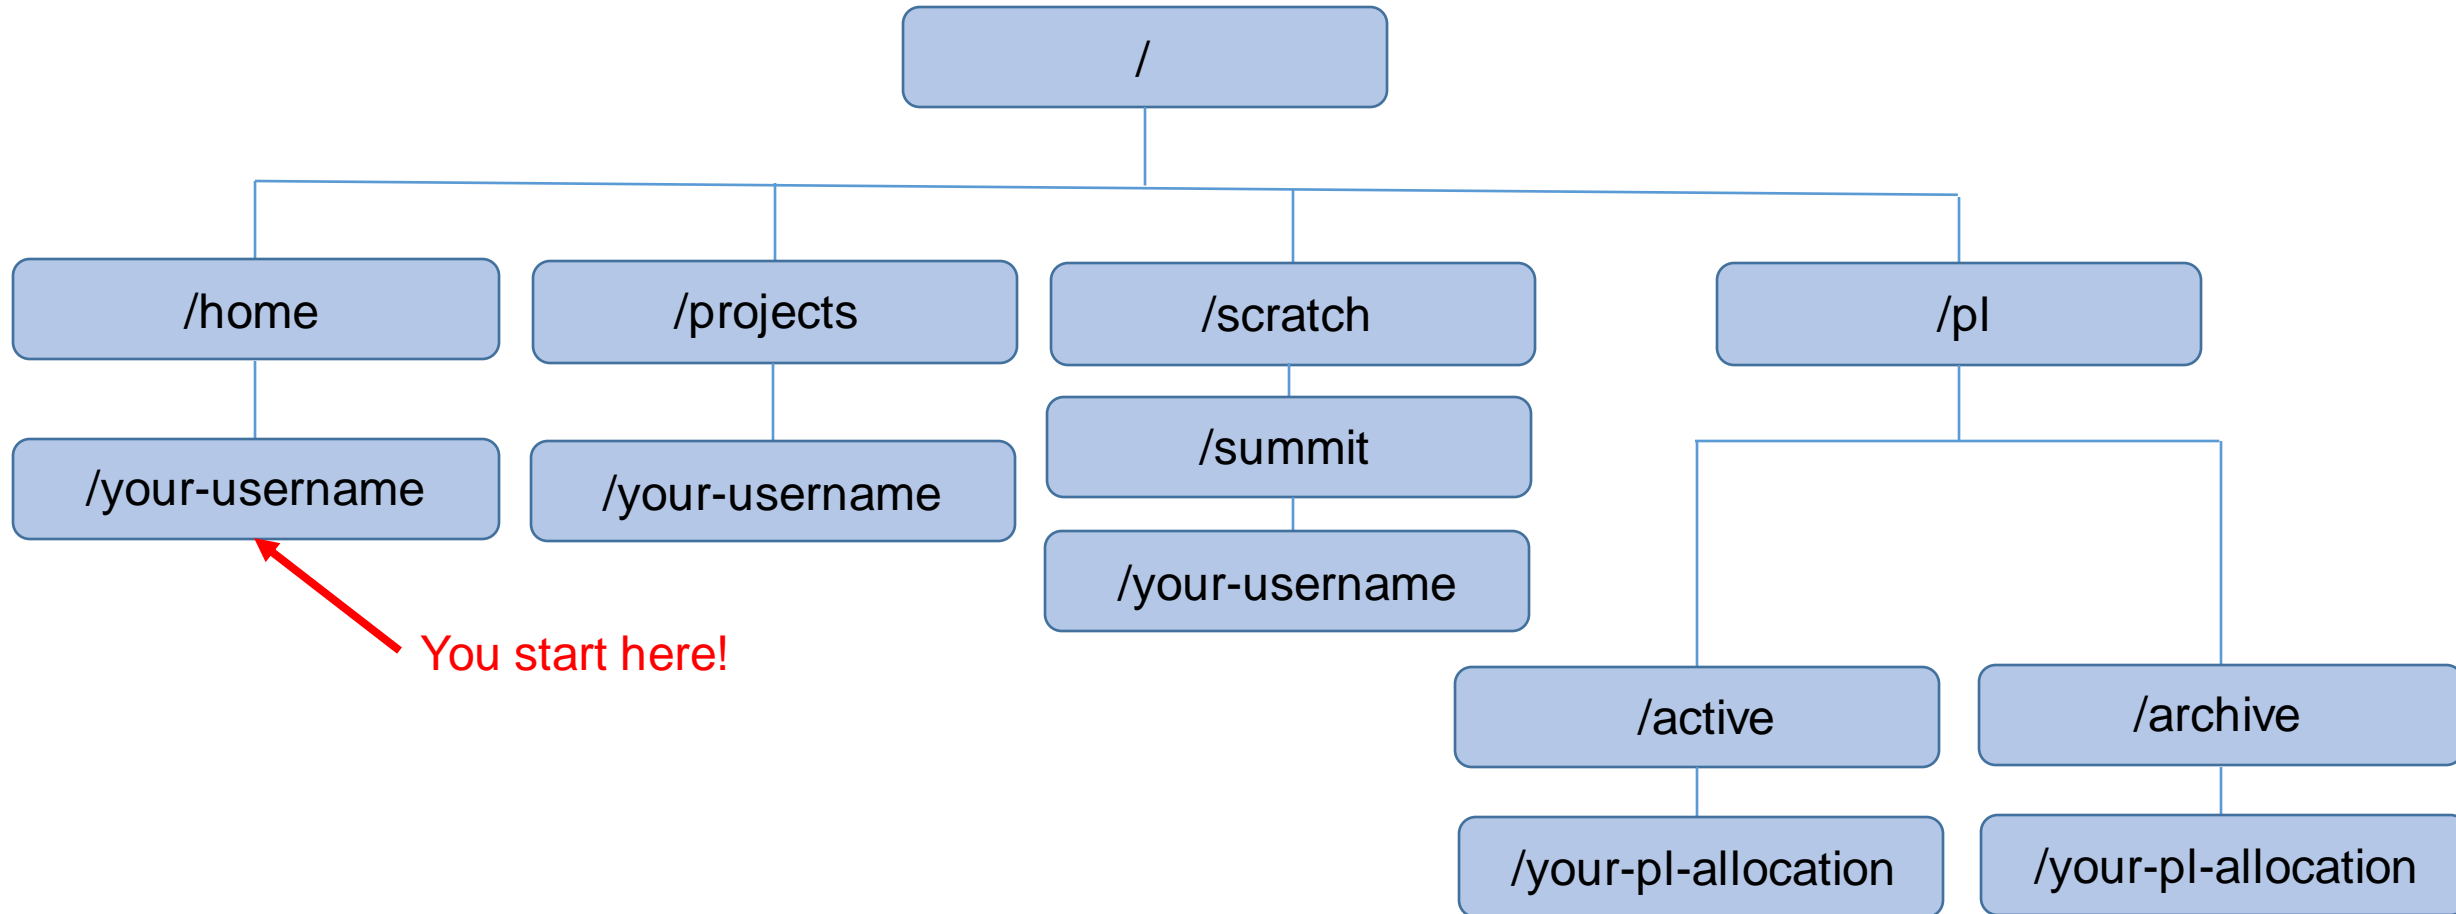 /
/home
/projects
/scratch
/pl
/your-username
/your-username
/summit
/your-username
You start here!
/active
/archive
/your-pl-allocation
/your-pl-allocation